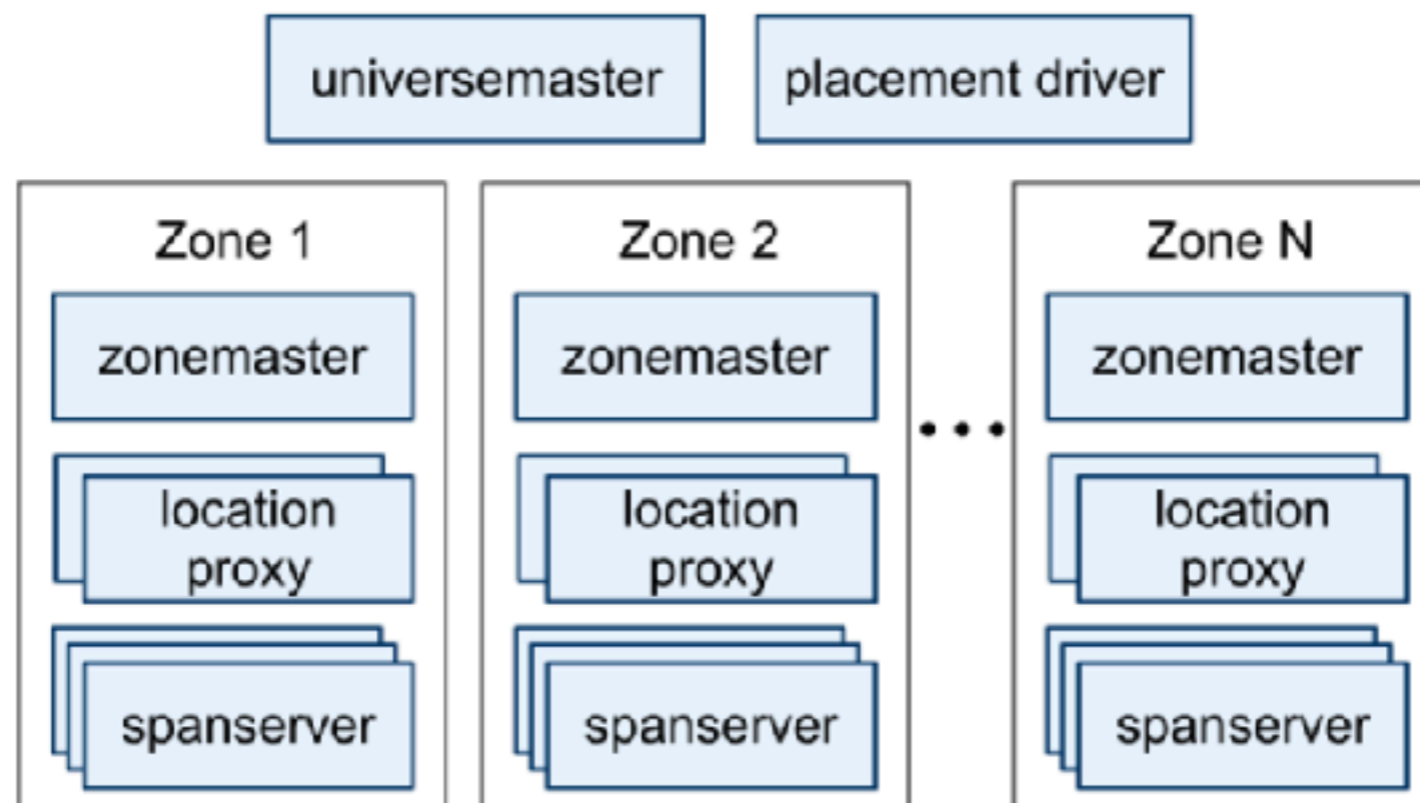 universemaster
placement driver
Zone 1
zonemaster
location
proxy
spanserver
Zone 2
zonemaster
location
proxy
spanserver
...
Zone N
zonemaster
location
proxy
spanserver